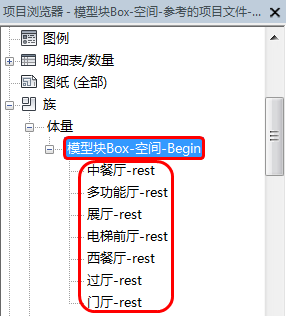 项目浏览器 - 模型块Box-空间-参考的项目文件-...
图例
明细表/数量
图纸 (全部)
族
体量
模型块Box-空间-Begin
中餐厅-rest
多功能厅-rest
展厅-rest
电梯前厅-rest
西餐厅-rest
过厅-rest
门厅-rest